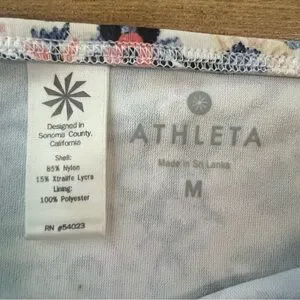 Designed in
Sonoma County,
California
Shell:
85% Nylon
15% Xtralife Lycra
Lining:
100% Polyester
RN #54023
ATHLETA
Made in Sri Lanka
M